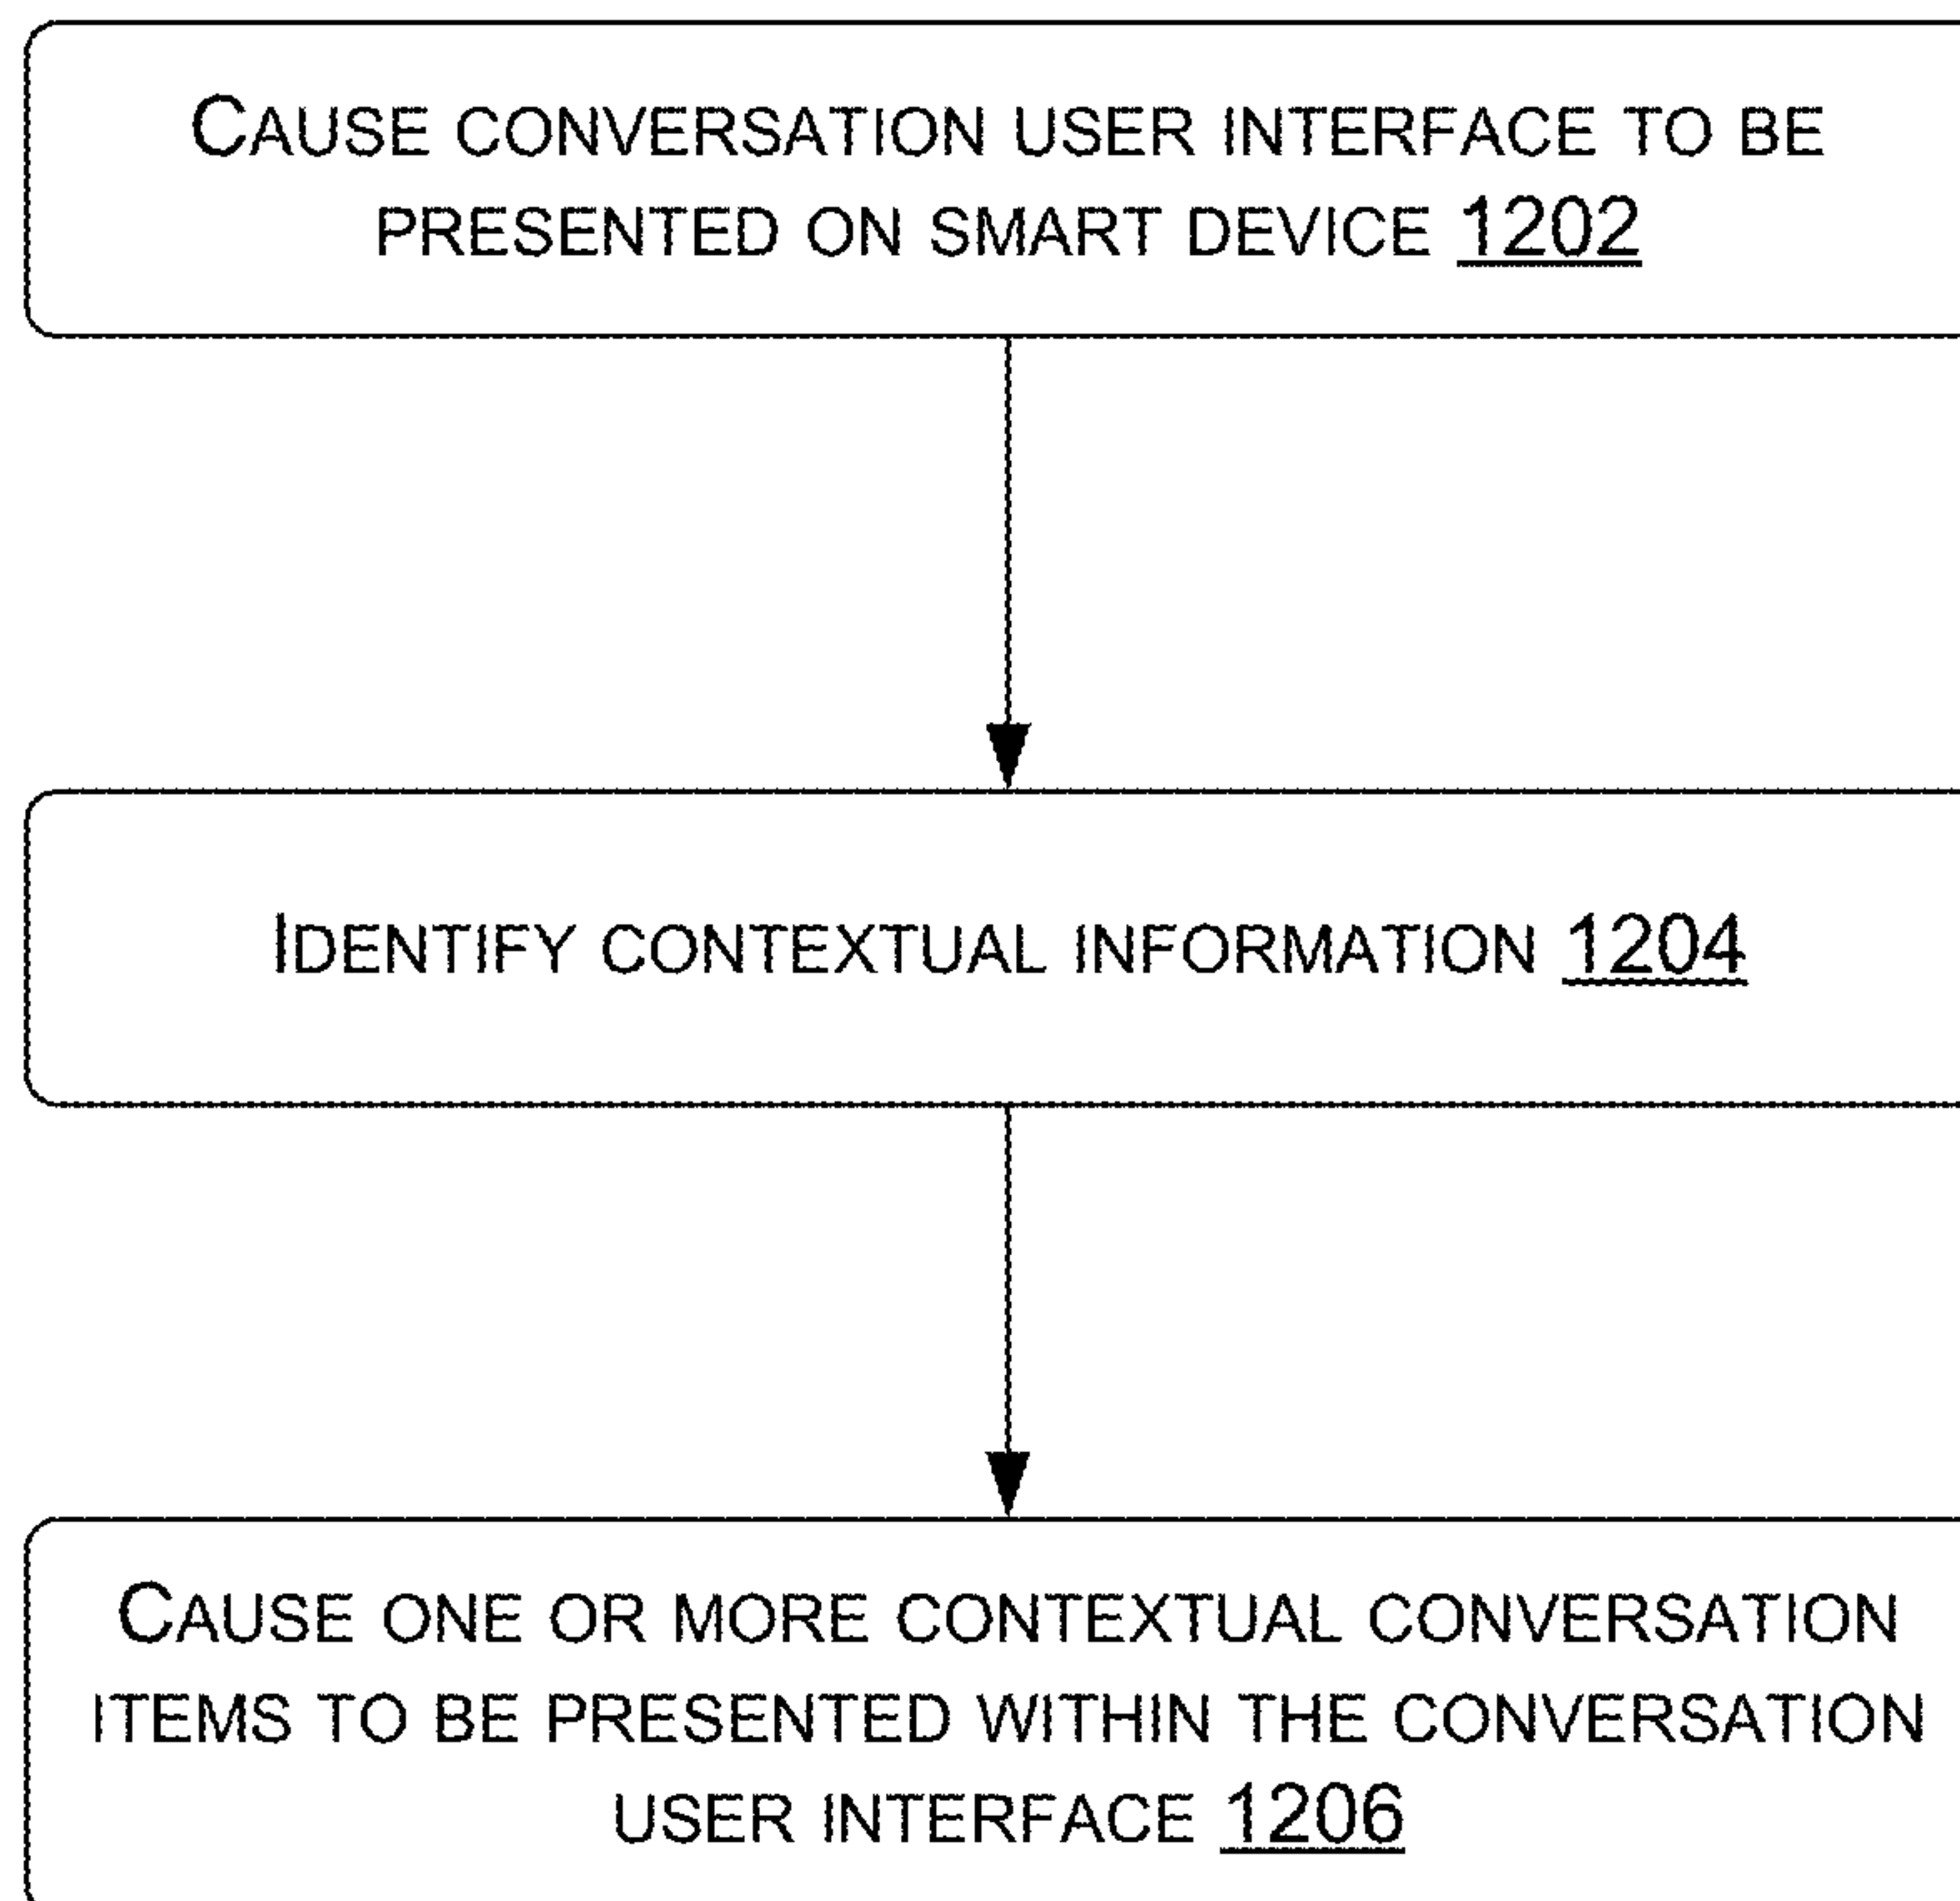 CAUSE CONVERSATION USER INTERFACE TO BE
PRESENTED ON SMART DEVICE 1202
IDENTIFY CONTEXTUAL INFORMATION 1204
CAUSE ONE OR MORE CONTEXTUAL CONVERSATION
ITEMS TO BE PRESENTED WITHIN THE CONVERSATION
USER INTERFACE 1206